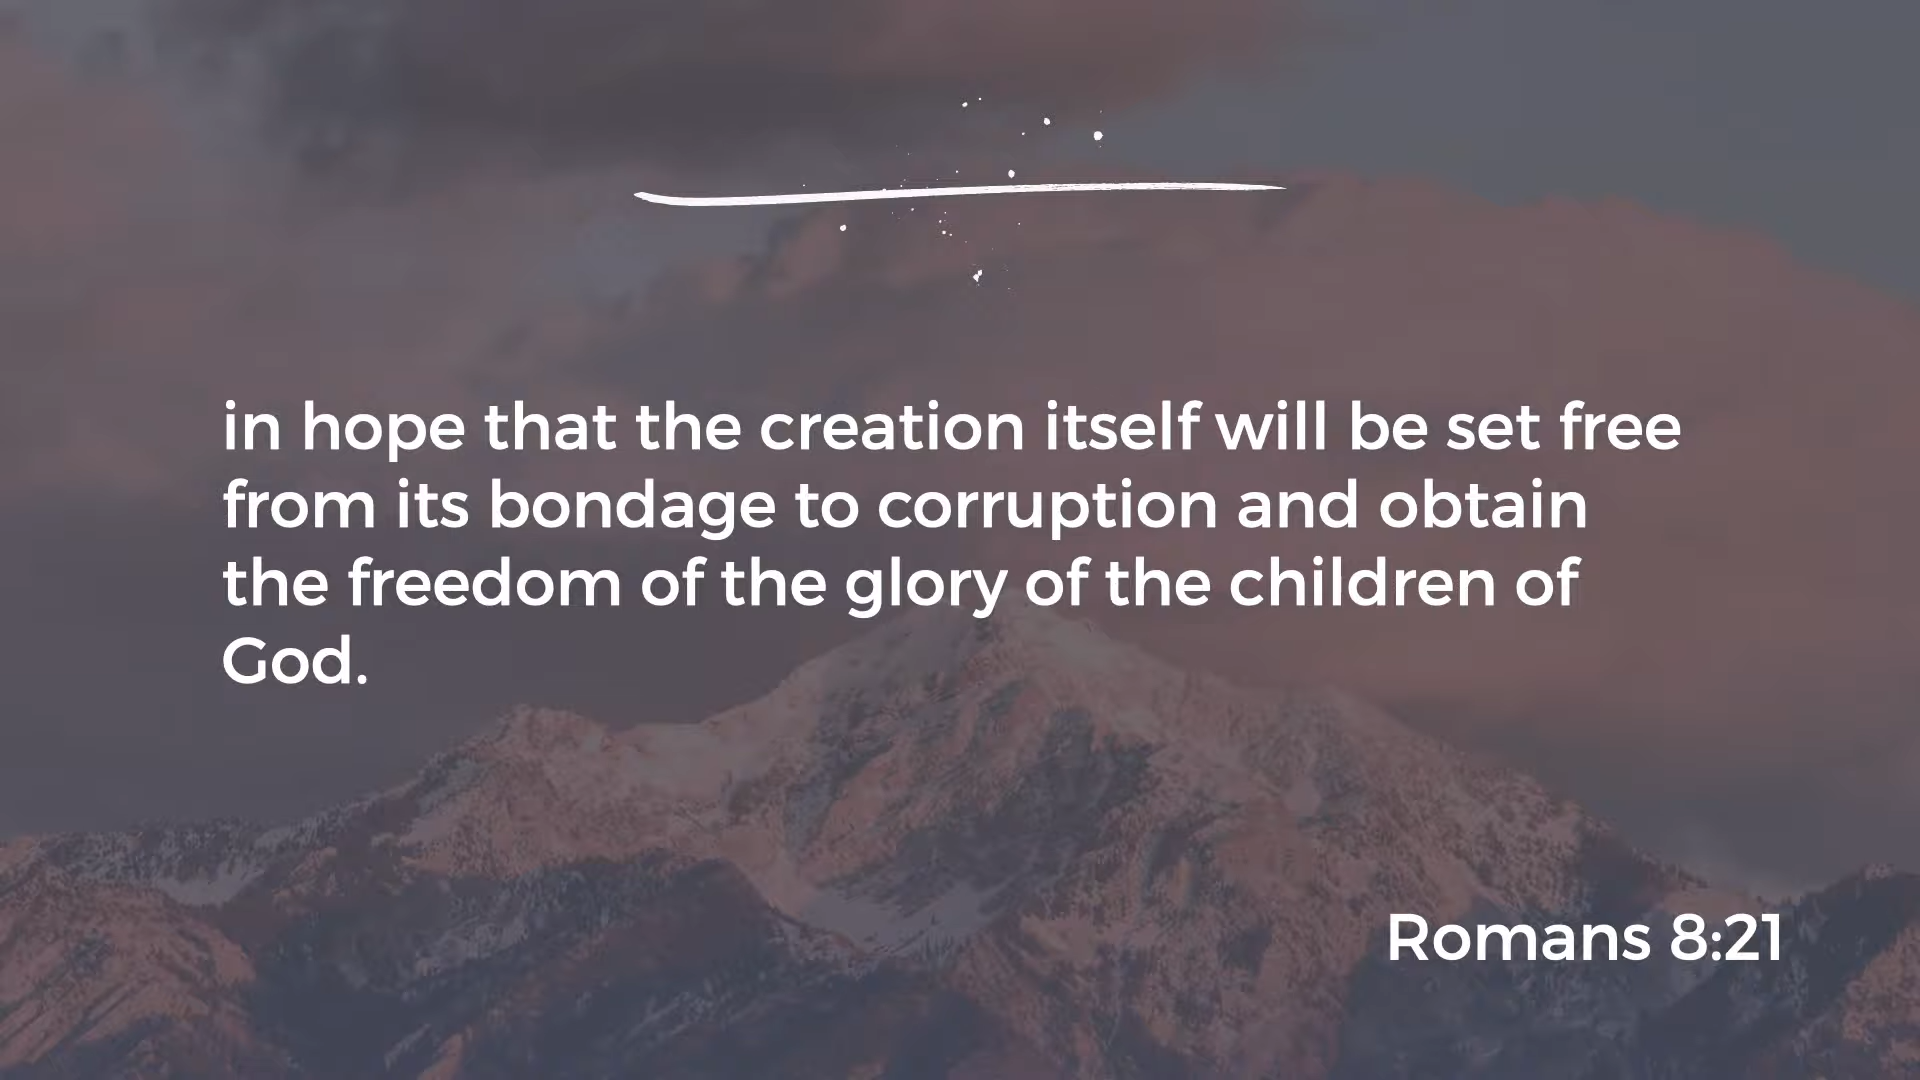 in hope that the creation itself will be set free
from its bondage to corruption and obtain
the freedom of the glory of the children of
God.
Romans 8:21